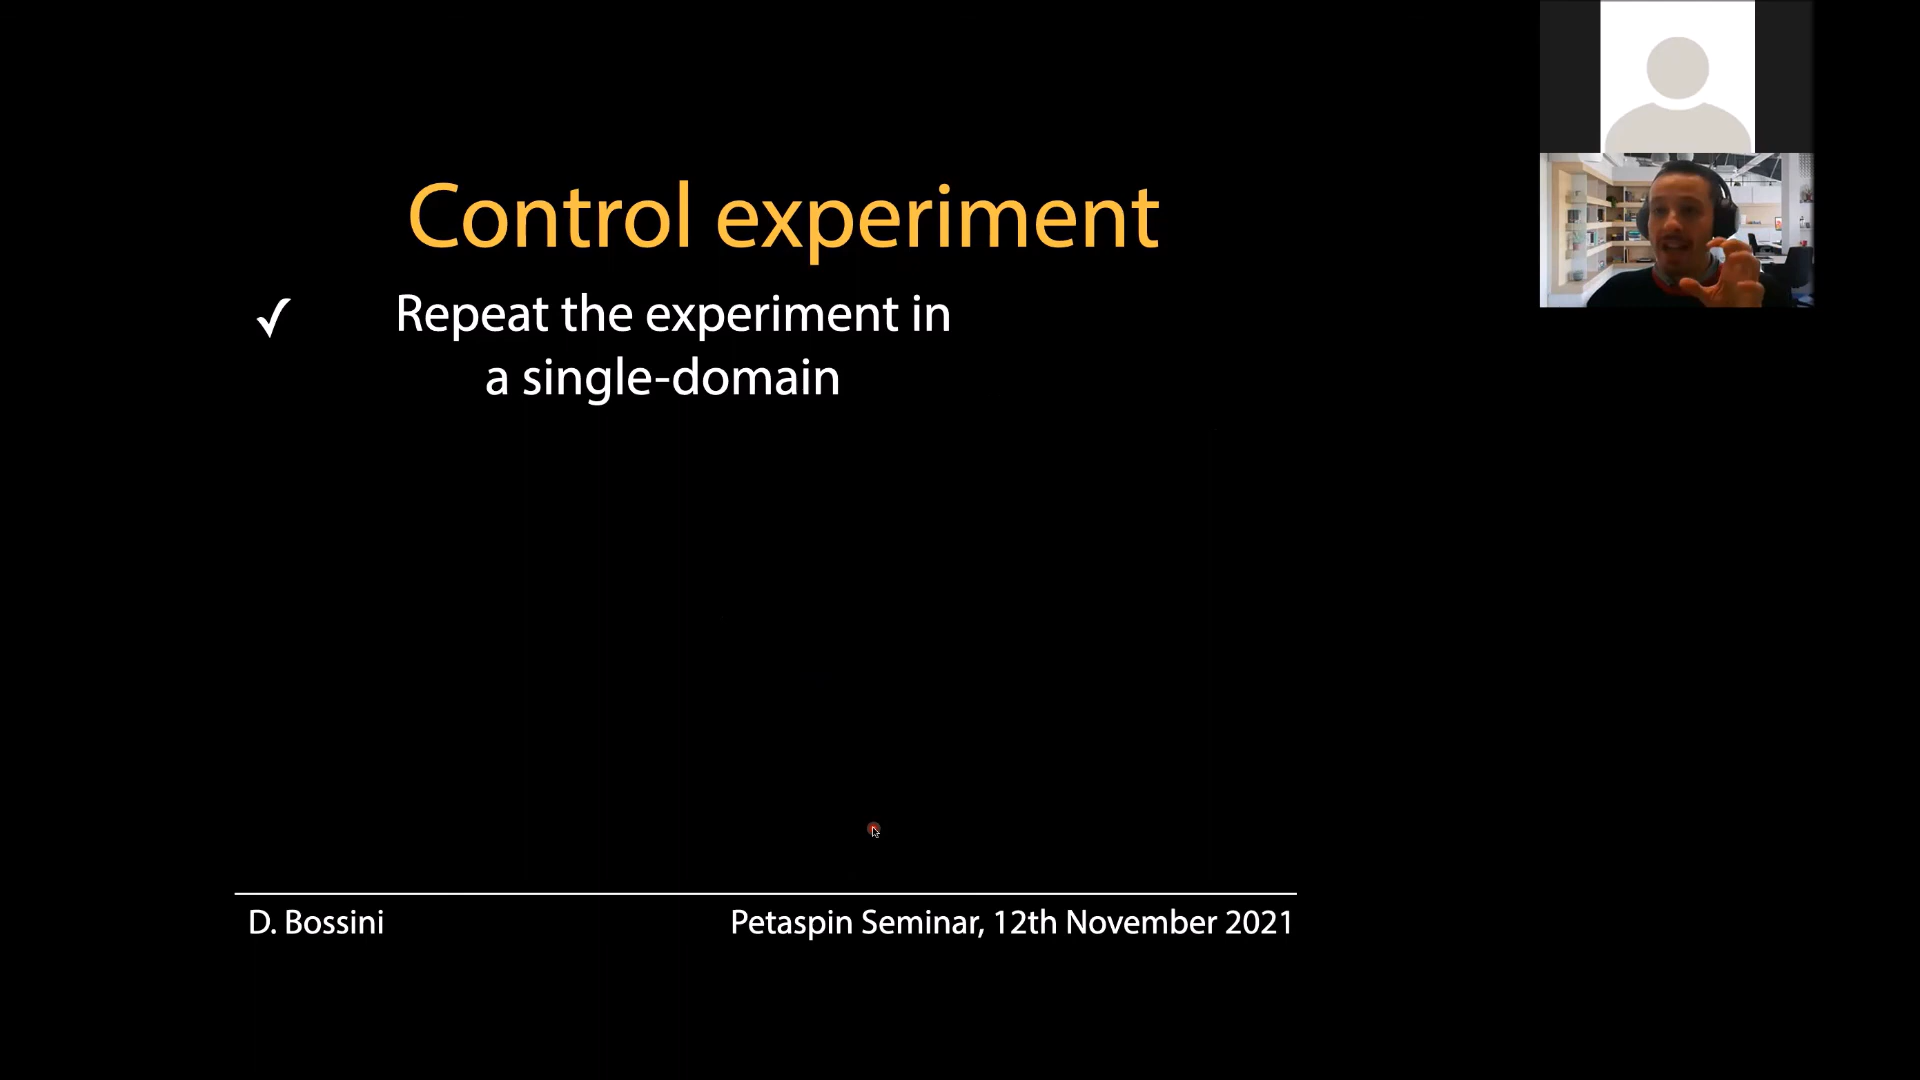 Control experiment
✓ Repeat the experiment in
a single-domain
D. Bossini
Petaspin Seminar, 12th November 2021